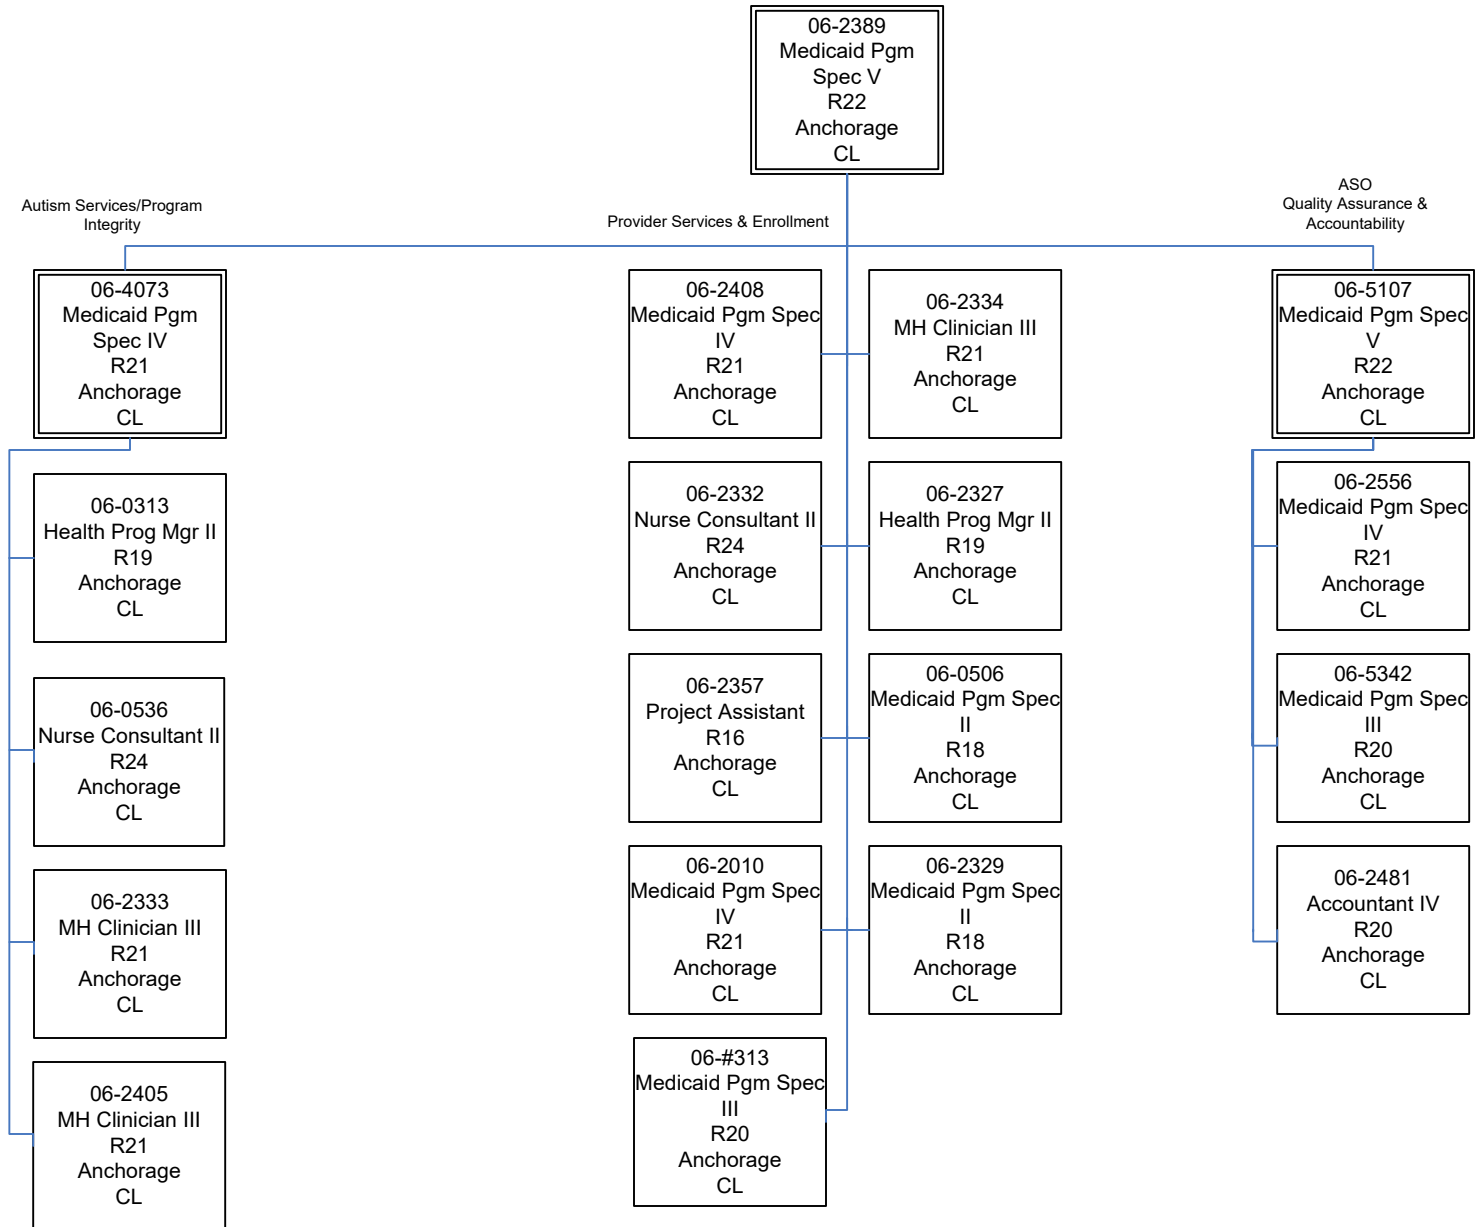 06-2389
Medicaid Pgm
Spec V
R22
Anchorage
CL
Autism Services/Program
Integrity
Provider Services & Enrollment
ASO
Quality Assurance &
Accountability
06-4073
Medicaid Pgm
Spec IV
R21
Anchorage
CL
06-0313
Health Prog Mgr II
R19
Anchorage
CL
06-0536
Nurse Consultant II
R24
Anchorage
CL
06-2333
MH Clinician III
R21
Anchorage
CL
06-2405
MH Clinician III
R21
Anchorage
CL
06-2408
Medicaid Pgm Spec
IV
R21
Anchorage
CL
06-2334
MH Clinician III
R21
Anchorage
CL
06-2332
Nurse Consultant II
R24
Anchorage
CL
06-2327
Health Prog Mgr II
R19
Anchorage
CL
06-2357
Project Assistant
R16
Anchorage
CL
06-0506
Medicaid Pgm Spec
II
R18
Anchorage
CL
06-2010
Medicaid Pgm Spec
IV
R21
Anchorage
CL
06-2329
Medicaid Pgm Spec
II
R18
Anchorage
CL
06-#313
Medicaid Pgm Spec
III
R20
Anchorage
CL
06-5107
Medicaid Pgm Spec
V
R22
Anchorage
CL
06-2556
Medicaid Pgm Spec
IV
R21
Anchorage
CL
06-5342
Medicaid Pgm Spec
III
R20
Anchorage
CL
06-2481
Accountant IV
R20
Anchorage
CL